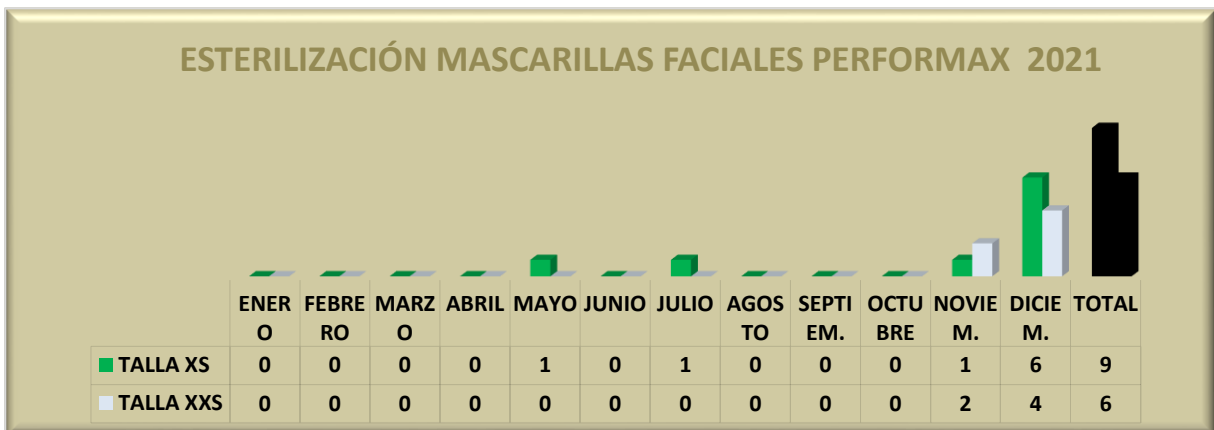 ESTERILIZACIÓN MASCARILLAS FACIALES PERFORMAX 2021
ENER FEBRE MARZ ABRIL MAYO JUNIO JULIO AGOS SEPTI OCTU NOVIE DICIE TOTAL
O RO O TO EM. BRE M. M.
TALLA XS 0 0 0 0 1 0 1 0 0 0 1 6 9
TALLA XXS 0 0 0 0 0 0 0 0 0 0 2 4 6